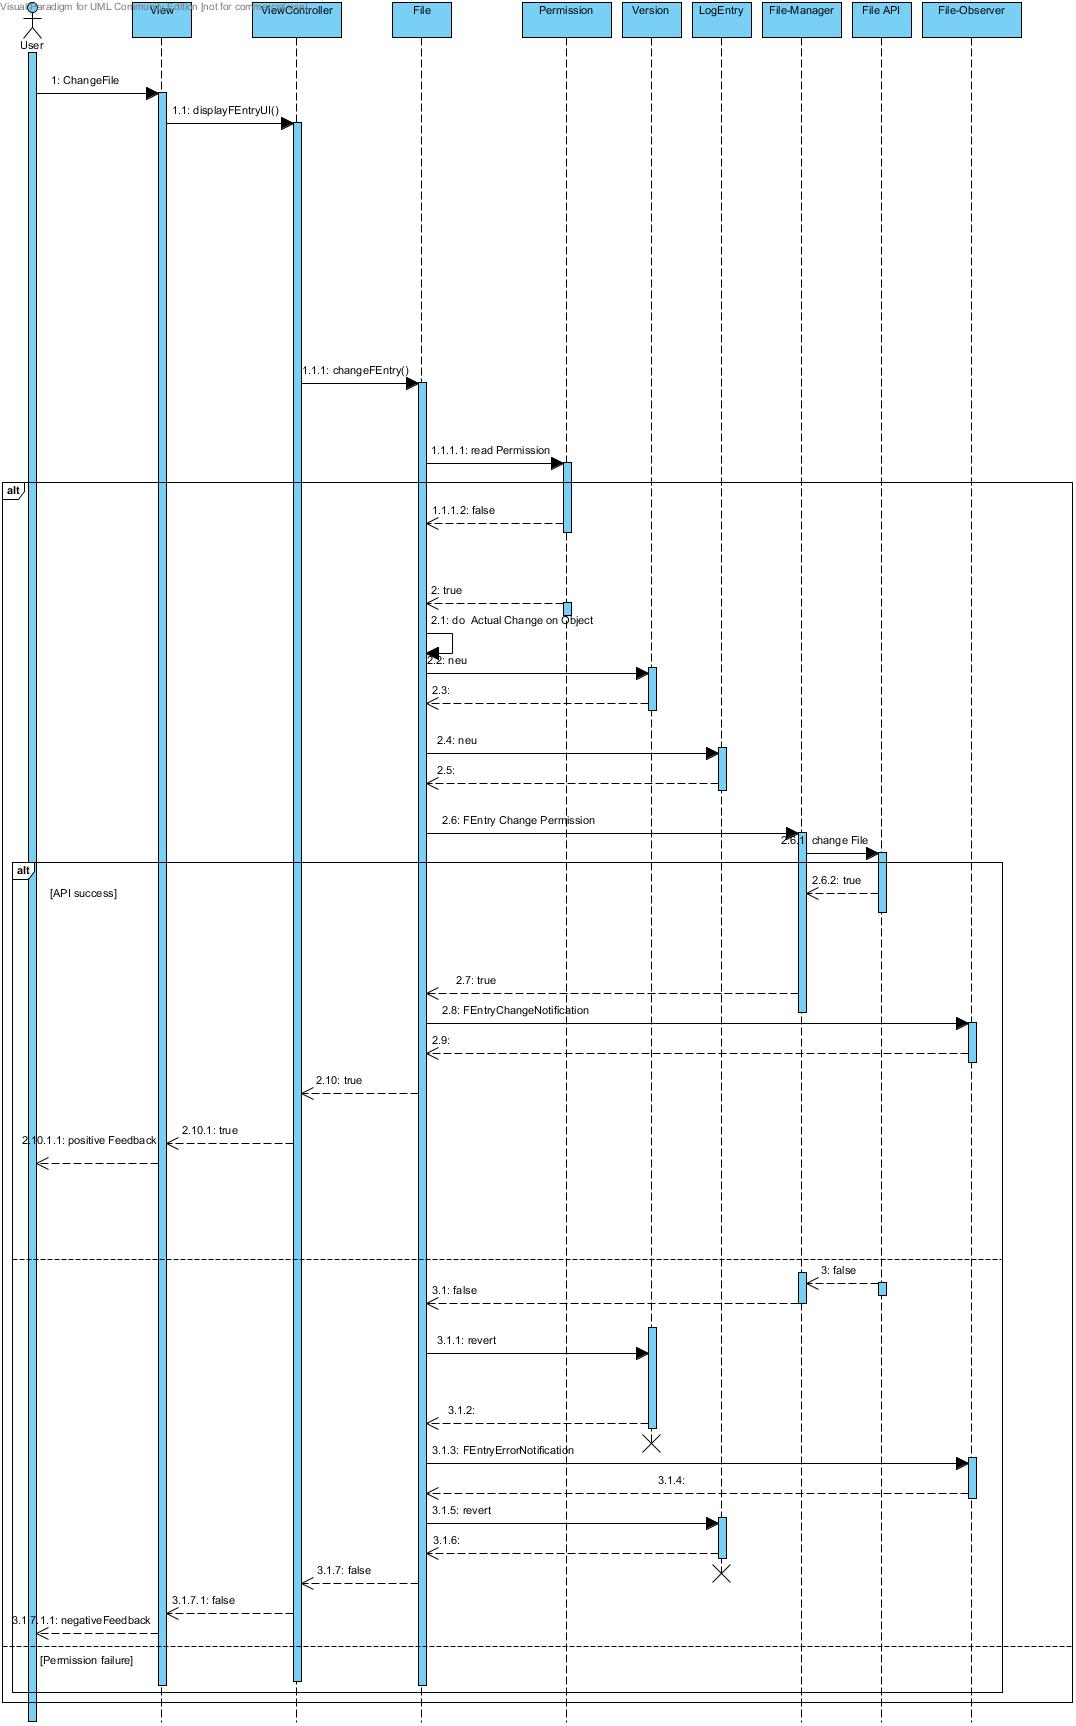 Visual Paradigm for UML Community Edition [not for commercial use]
User
View
ViewController
File
Permission
Version
LogEntry
File-Manager
File API
File-Observer
1: ChangeFile
1.1: displayFEntryUI()
1.1.1: changeFEntry()
1.1.1.1: read Permission
alt
1.1.1.2: false
2: true
2.1: do Actual Change on Object
2.2: neu
2.3:
2.4: neu
2.5:
2.6: FEntry Change Permission
2.6.1 change File
alt
[API success]
2.6.2: true
2.7: true
2.8: FEntryChangeNotification
2.9:
2.10: true
2.10.1: true
2.10.1.1: positive Feedback
3: false
3.1: false
3.1.1: revert
3.1.2:
3.1.3: FEntryErrorNotification
3.1.4:
3.1.5: revert
3.1.6:
3.1.7: false
3.1.7.1: false
3.1.7.1.1: negativeFeedback
[Permission failure]